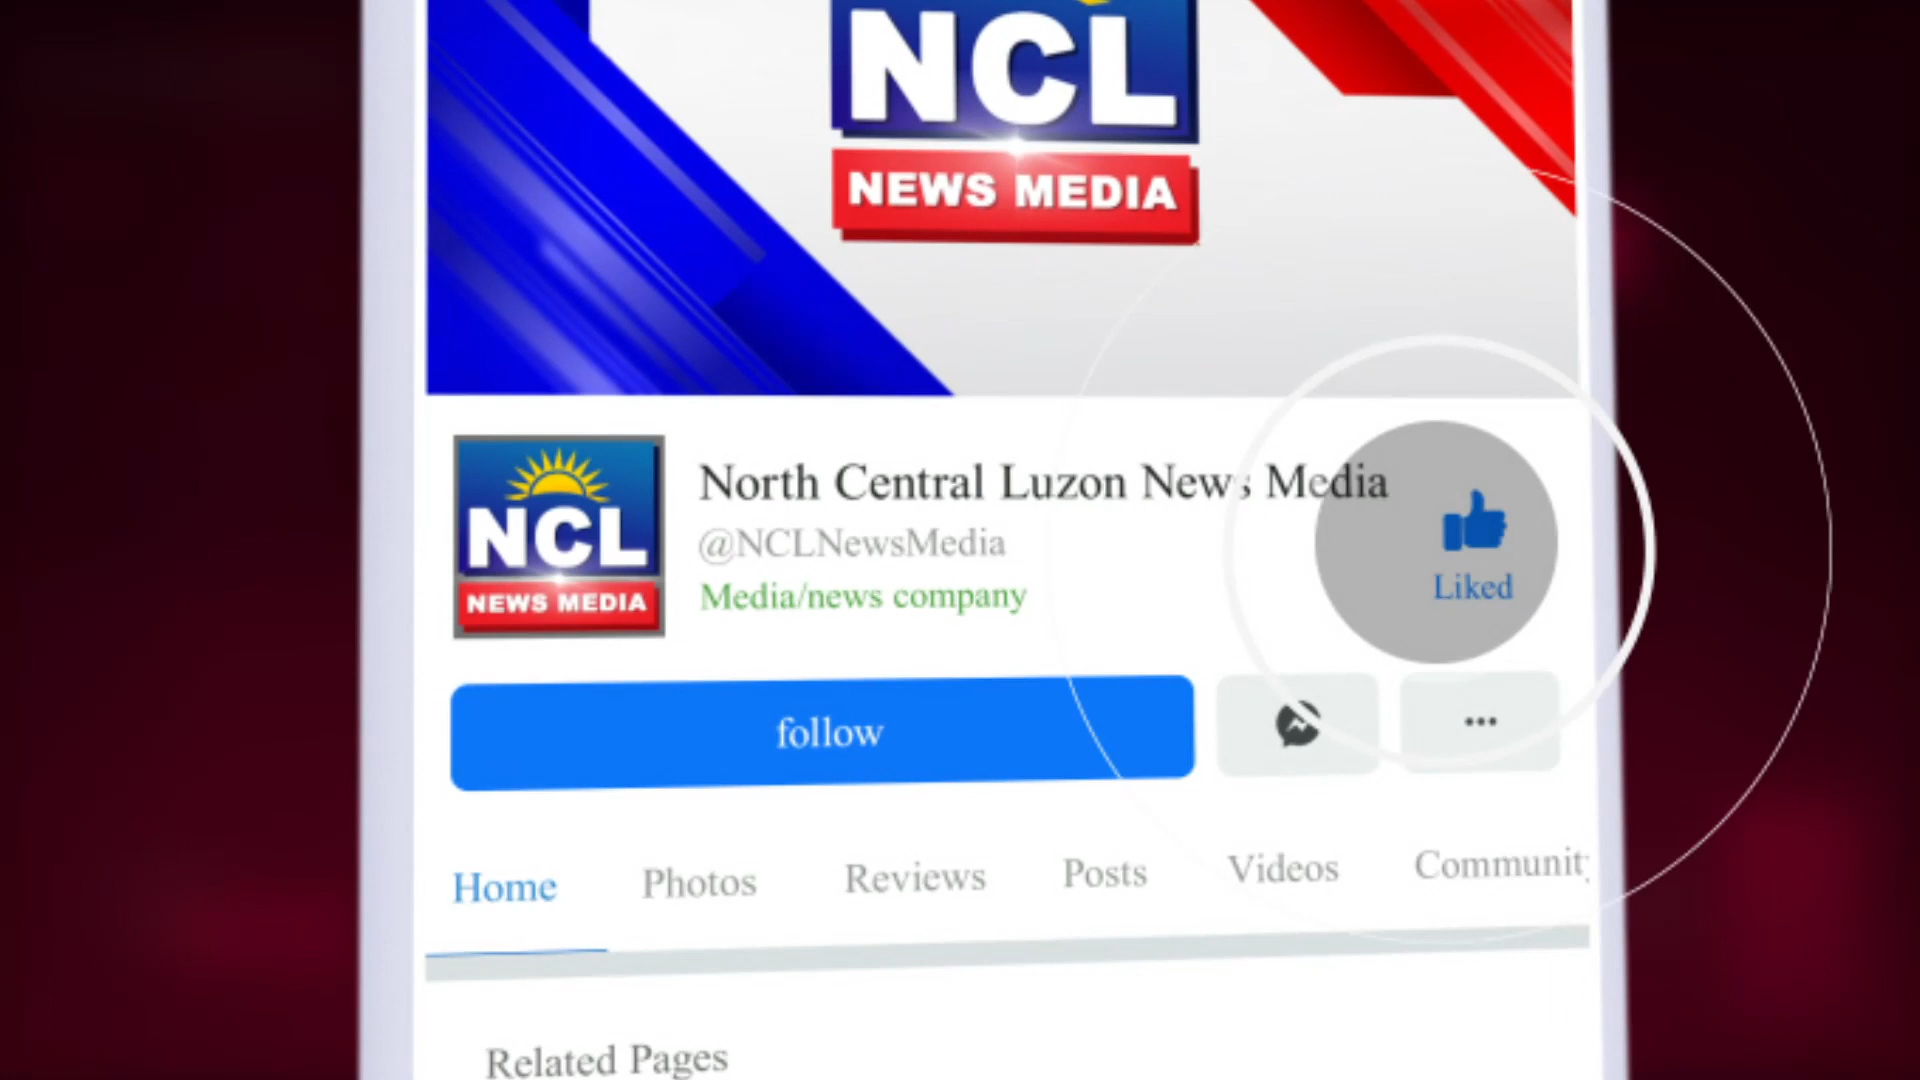 NCL
NEWS MEDIA
NCL
NEWS MEDIA
North Central Luzon News Media
@NCLNewsMedia
Media/news company
Liked
follow
Home Photos Reviews Posts Videos Community
Related Pages